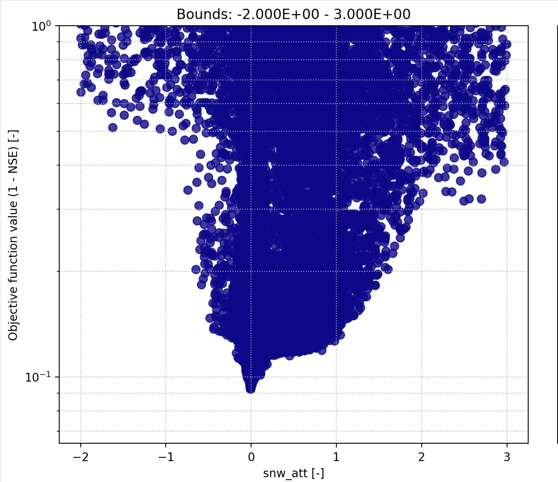 Bounds: -2.000E+00 - 3.000E+00
Objective function value (1 - NSE) [-]
10⁰
10⁻¹
−2 −1 0 1 2 3
snw_att [-]